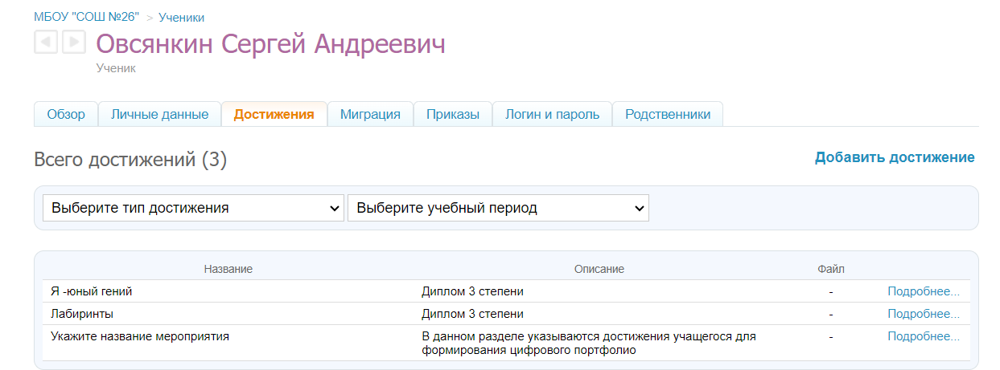 МБОУ "СОШ №26" > Ученики
Овсянкин Сергей Андреевич
Ученик
Обзор Личные данные Достижения Миграция Приказы Логин и пароль Родственники
Всего достижений (3) Добавить достижение
Выберите тип достижения Выберите учебный период
Название Описание Файл
Я -юный гений Диплом 3 степени - Подробнее...
Лабиринты Диплом 3 степени - Подробнее...
Укажите название мероприятия В данном разделе указываются достижения учащегося для - Подробнее...
формирования цифрового портфолио